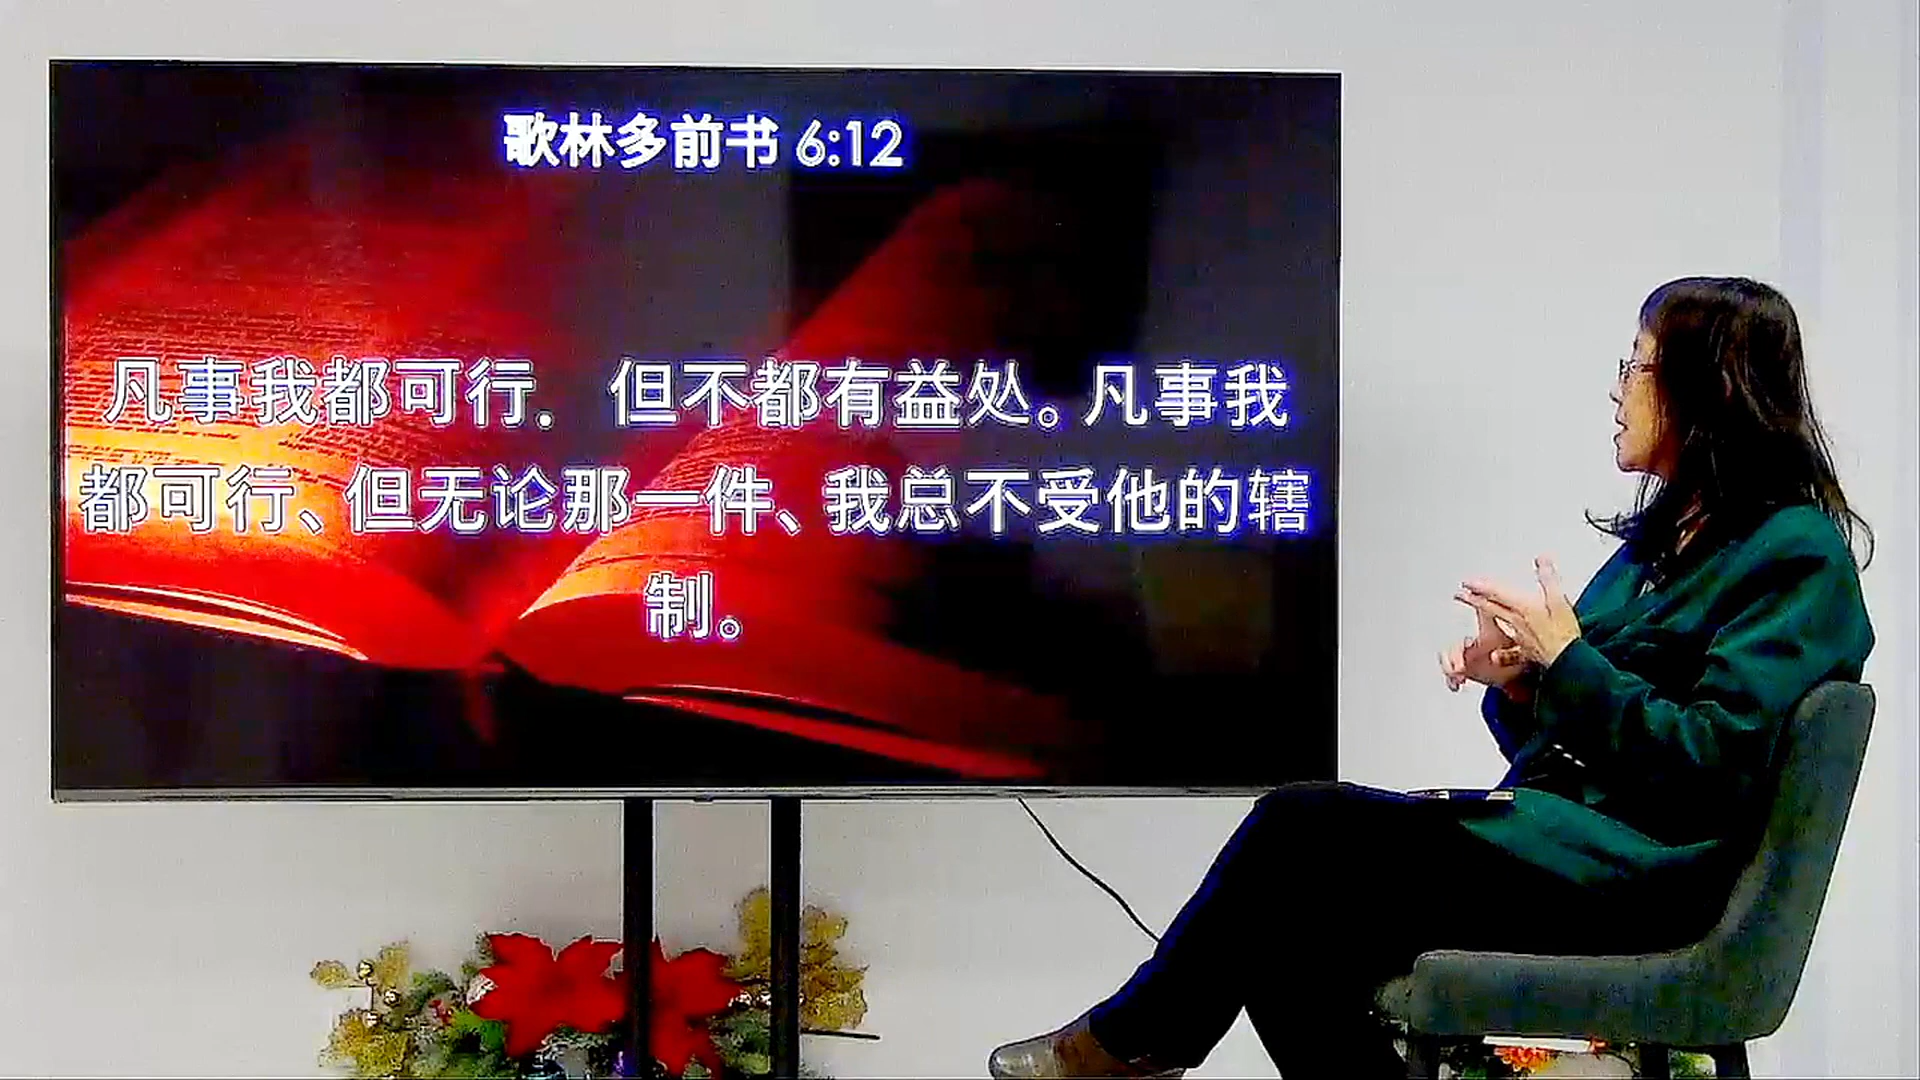 歌林多前书 6:12
凡事我都可行. 但不都有益处。凡事我
都可行、但无论那一件、我总不受他的辖
制。